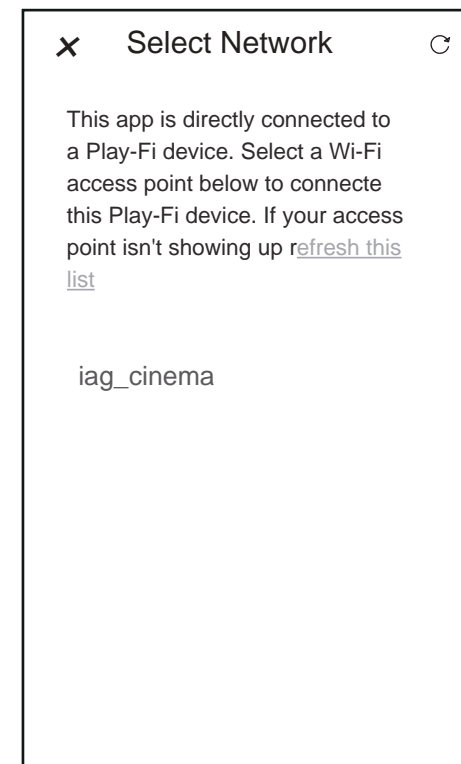 Select Network
This app is directly connected to
a Play-Fi device. Select a Wi-Fi
access point below to connecte
this Play-Fi device. If your access
point isn't showing up refresh this
list
iag_cinema